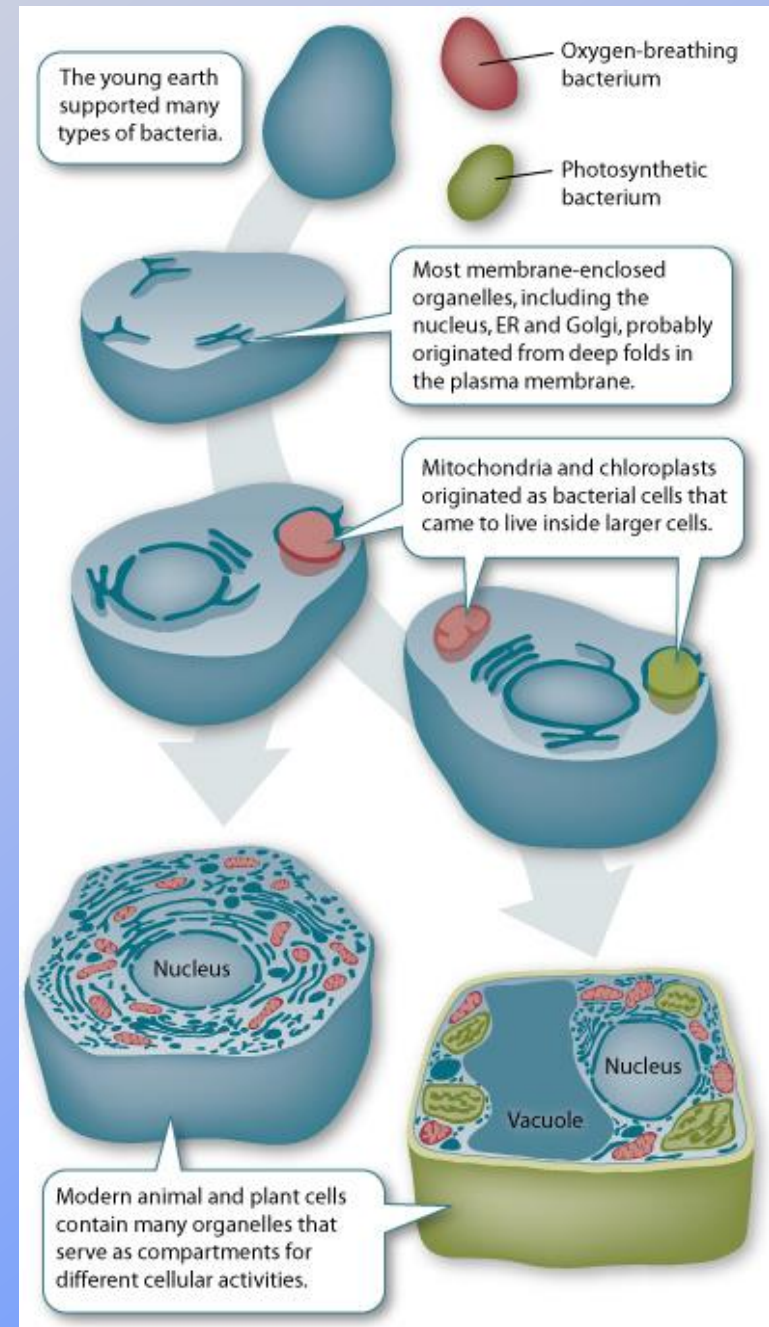 The young earth
supported many
types of bacteria.
Oxygen-breathing
bacterium
Photosynthetic
bacterium
Most membrane-enclosed
organelles, including the
nucleus, ER and Golgi, probably
originated from deep folds in
the plasma membrane.
Mitochondria and chloroplasts
originated as bacterial cells that
came to live inside larger cells.
Nucleus
Nucleus
Vacuole
Modern animal and plant cells
contain many organelles that
serve as compartments for
different cellular activities.